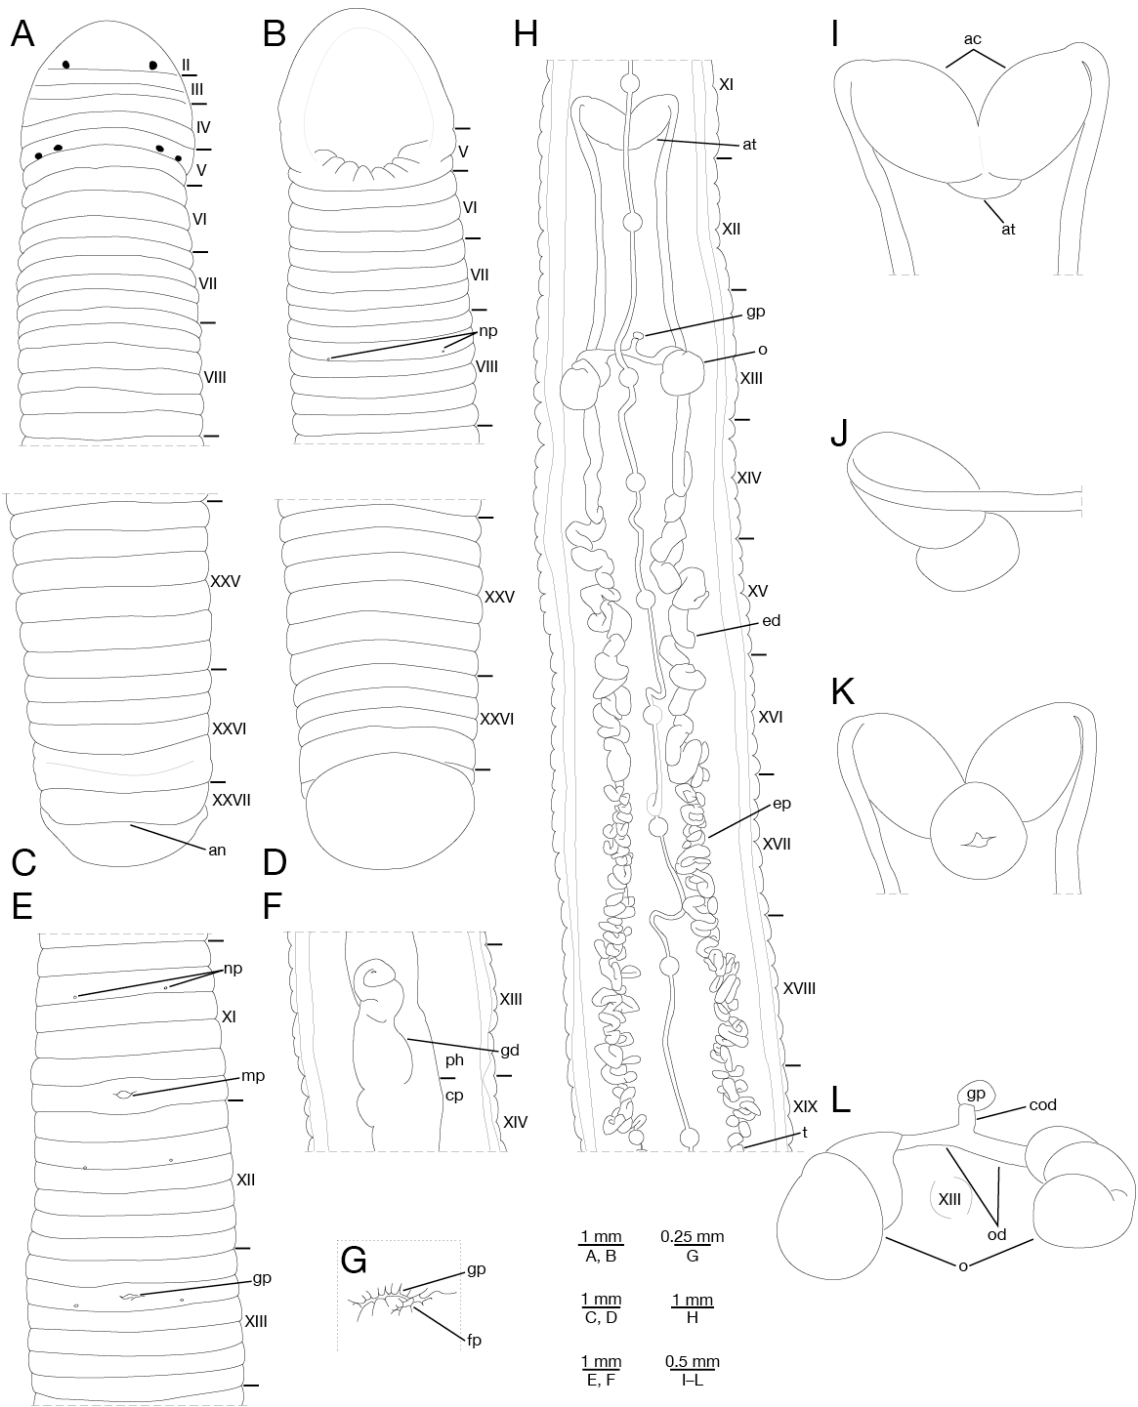 A
II
III
IV
V
VI
VII
VIII
B
V
VI
VII
np
VIII
H
XI
at
XII
gp
o
XIII
XIV
XV
ed
XVI
ep
XVII
XVIII
XIX
t
I
ac
at
J
K
XXV
XXVI
XXVII
an
C
XXV
XXVI
D
E
np
XI
mp
XII
gp
XIII
F
XIII
gd
ph
cp
XIV
G
gp
fp
1 mm
A, B
0.25 mm
G
1 mm
C, D
1 mm
H
1 mm
E, F
0.5 mm
I–L
L
gp
cod
XIII
od
o